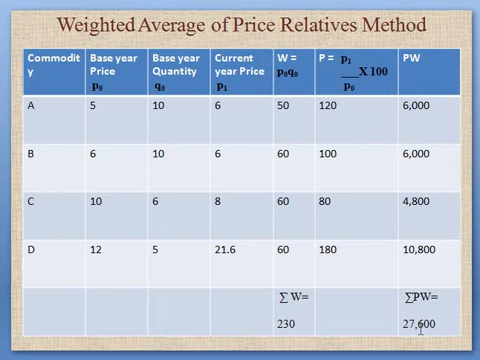 Weighted Average of Price Relatives Method
Commodit
y
Base year
Price
p₀
Base year
Quantity
q₀
Current
year Price
p₁
W =
p₀q₀
P = p₁
___X 100
p₀
PW
A 5 10 6 50 120 6,000
B 6 10 6 60 100 6,000
C 10 6 8 60 80 4,800
D 12 5 21.6 60 180 10,800
∑ W=
230
∑PW=
27,600